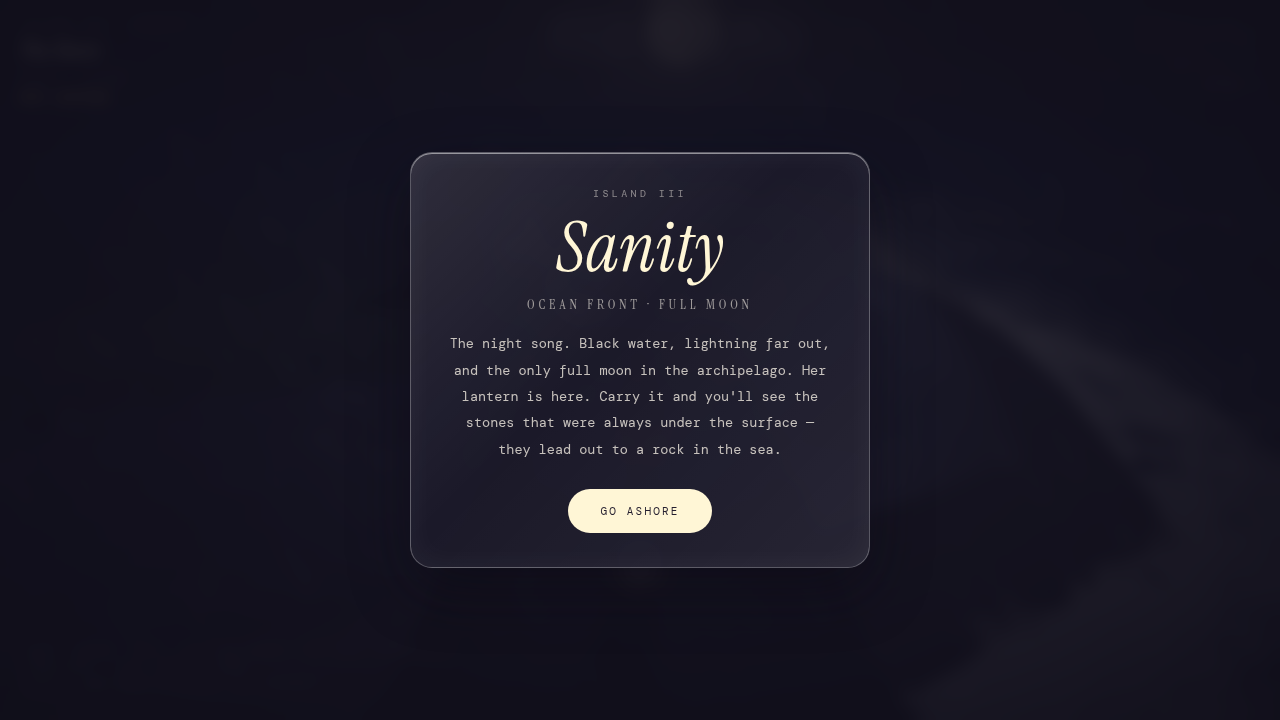 ISLAND III
Sanity
OCEAN FRONT · FULL MOON
The night song. Black water, lightning far out,
and the only full moon in the archipelago. Her
lantern is here. Carry it and you'll see the
stones that were always under the surface —
they lead out to a rock in the sea.
GO ASHORE